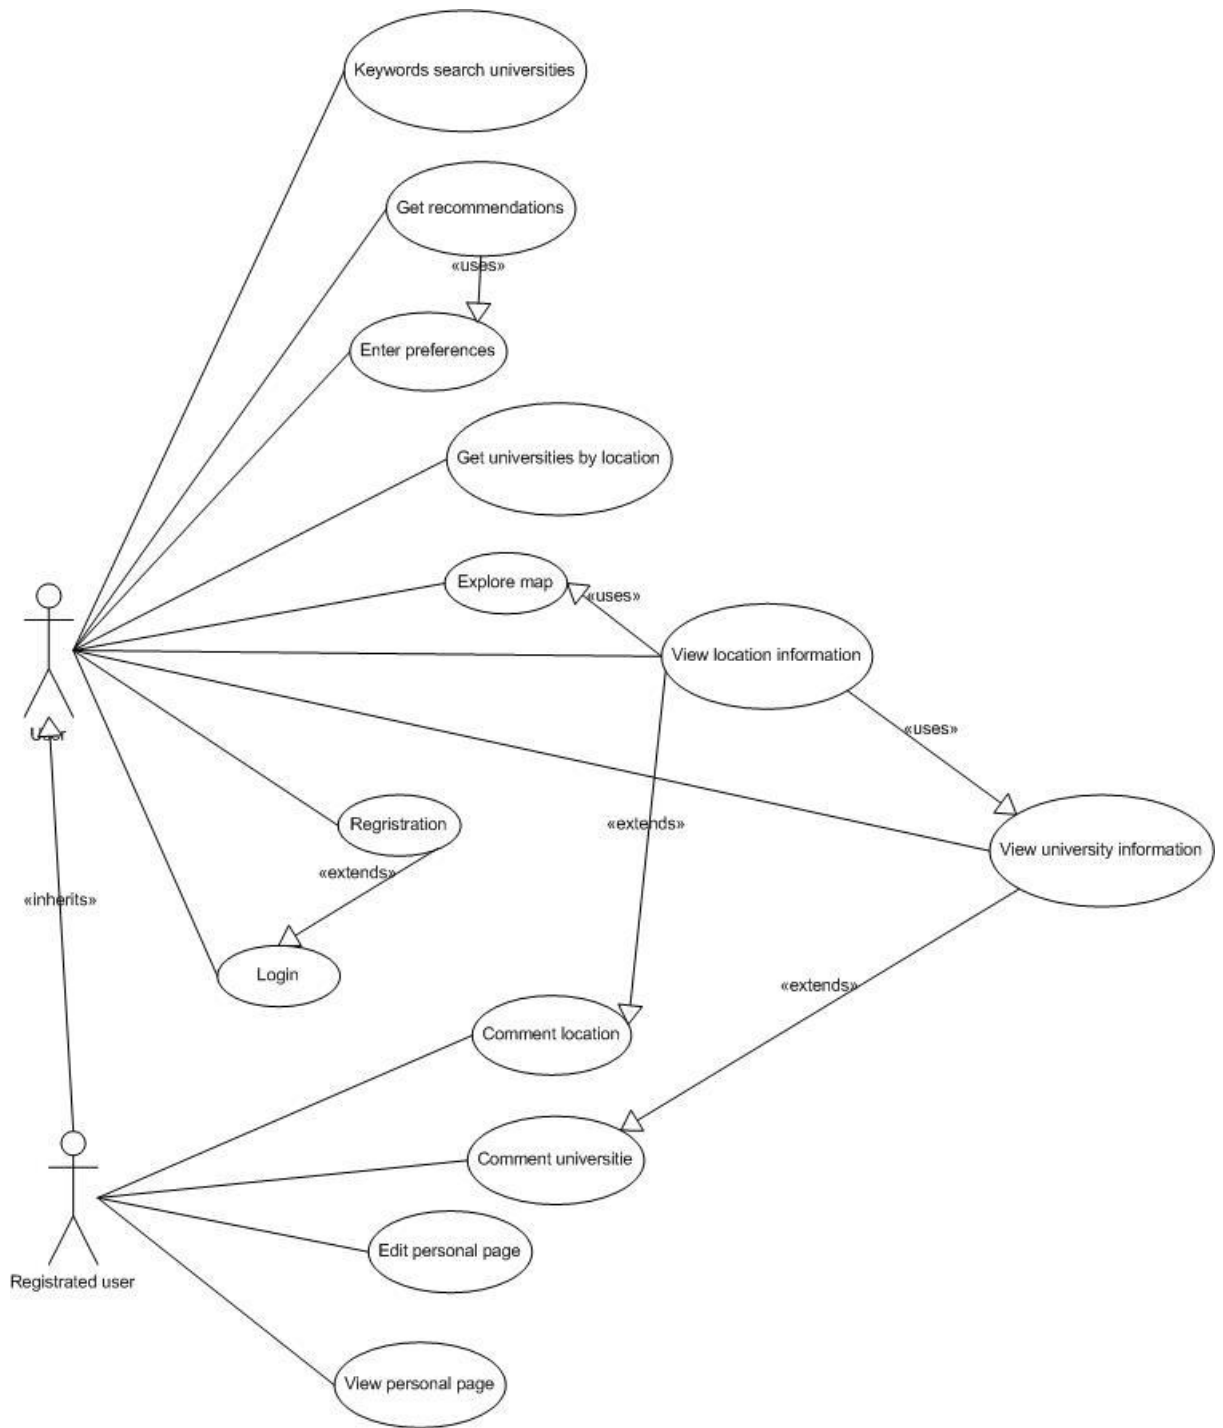 Keywords search universities
Get recommendations
«uses»
Enter preferences
Get universities by location
Explore map
«uses»
View location information
«uses»
User
Regristration
«extends»
View university information
«extends»
«inherits»
Login
«extends»
Comment location
Comment universitie
Edit personal page
Registrated user
View personal page